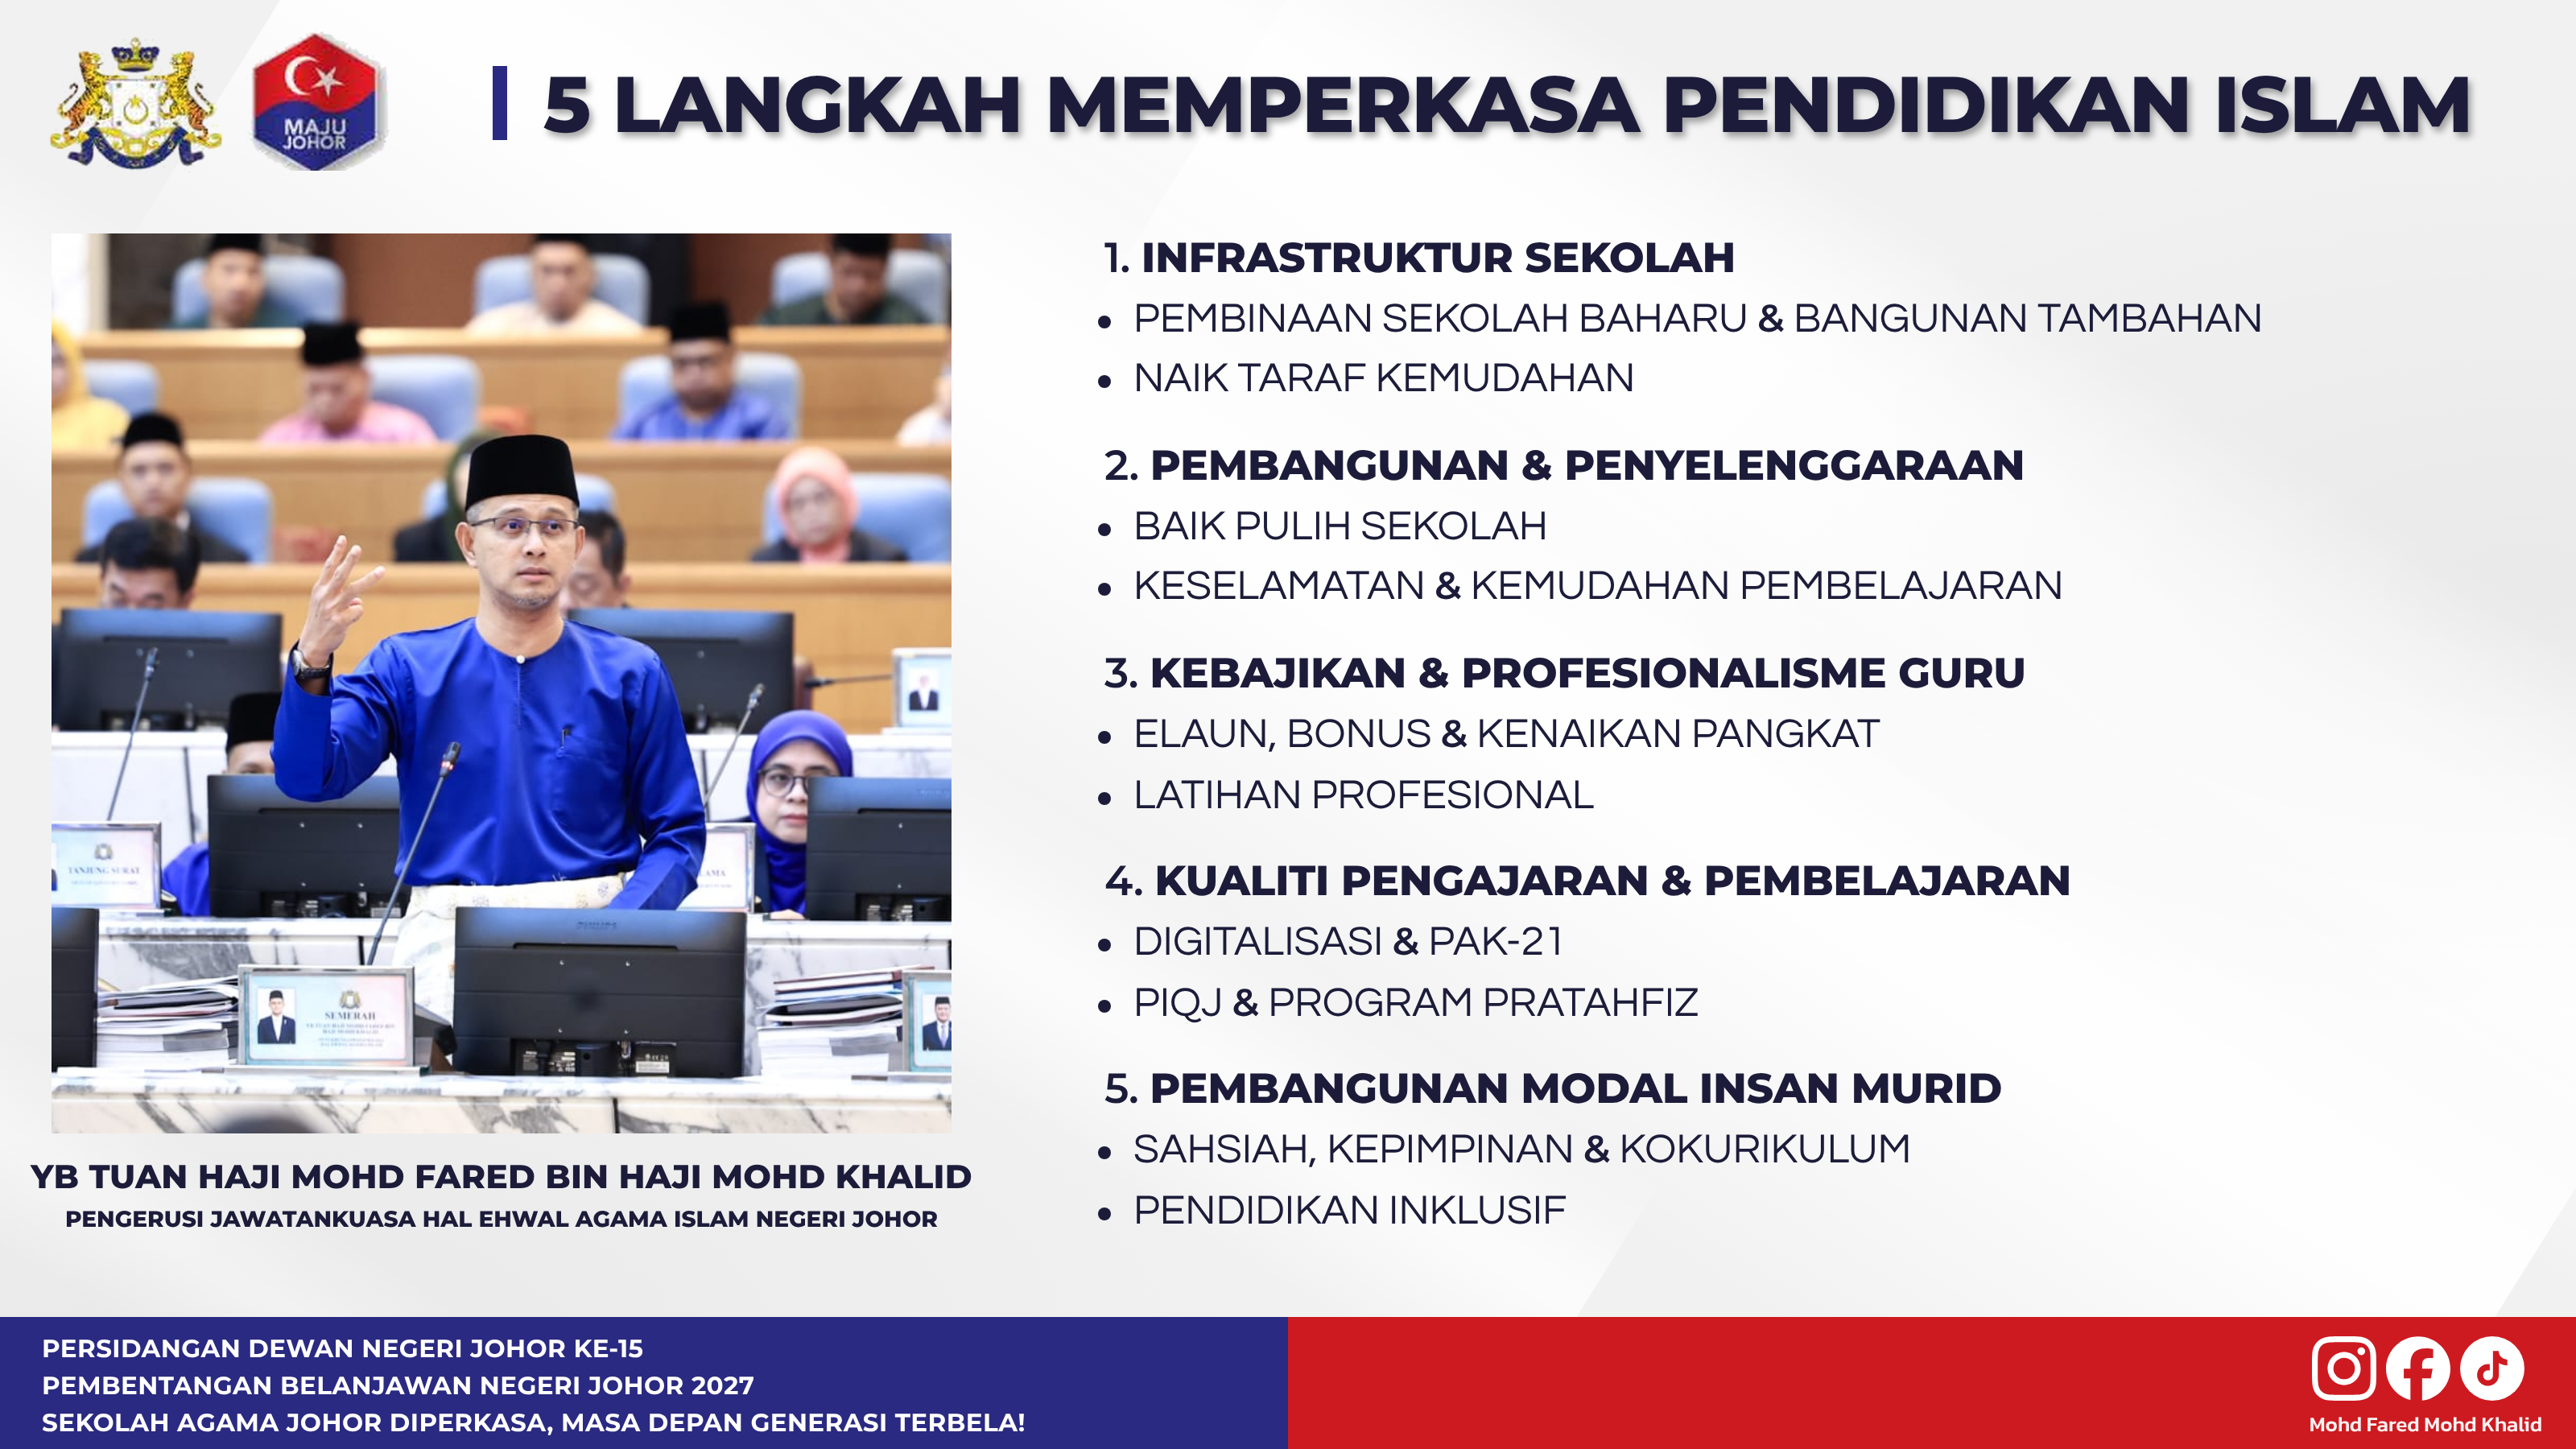 MAJU
JOHOR
5 LANGKAH MEMPERKASA PENDIDIKAN ISLAM
TANJUNG SURAT
LAMA
SEMERAH
YB TUAN HAJI MOHD FARED BIN HAJI MOHD KHALID
PENGERUSI JAWATANKUASA HAL EHWAL AGAMA ISLAM NEGERI JOHOR
1. INFRASTRUKTUR SEKOLAH
• PEMBINAAN SEKOLAH BAHARU & BANGUNAN TAMBAHAN
• NAIK TARAF KEMUDAHAN
2. PEMBANGUNAN & PENYELENGGARAAN
• BAIK PULIH SEKOLAH
• KESELAMATAN & KEMUDAHAN PEMBELAJARAN
3. KEBAJIKAN & PROFESIONALISME GURU
• ELAUN, BONUS & KENAIKAN PANGKAT
• LATIHAN PROFESIONAL
4. KUALITI PENGAJARAN & PEMBELAJARAN
• DIGITALISASI & PAK-21
• PIQJ & PROGRAM PRATAHFIZ
5. PEMBANGUNAN MODAL INSAN MURID
• SAHSIAH, KEPIMPINAN & KOKURIKULUM
• PENDIDIKAN INKLUSIF
PERSIDANGAN DEWAN NEGERI JOHOR KE-15
PEMBENTANGAN BELANJAWAN NEGERI JOHOR 2027
SEKOLAH AGAMA JOHOR DIPERKASA, MASA DEPAN GENERASI TERBELA!
Mohd Fared Mohd Khalid